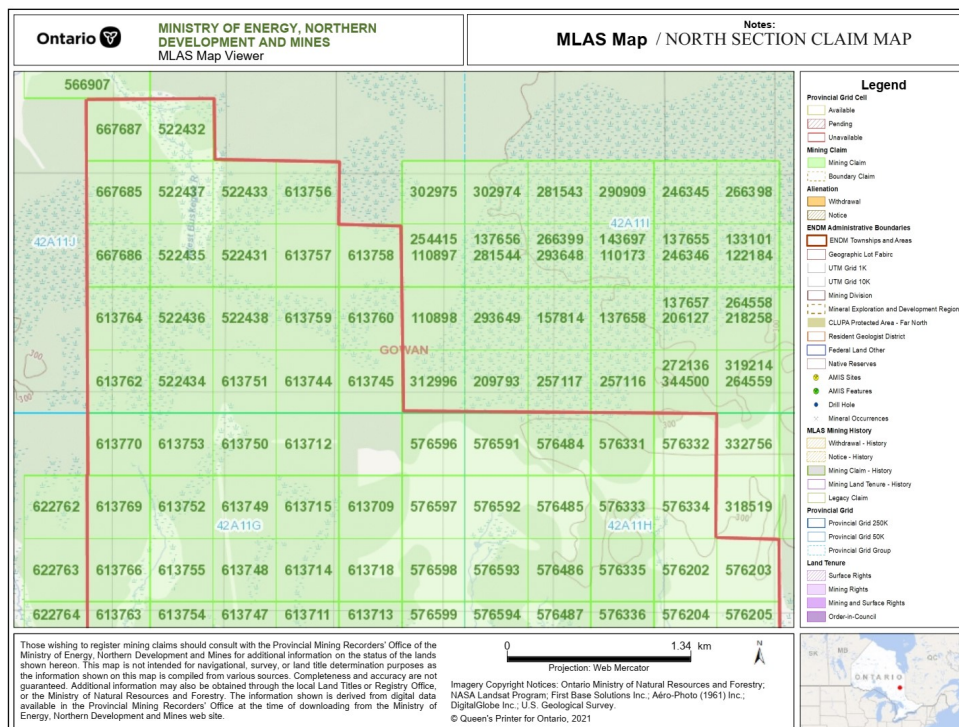 Ontario
MINISTRY OF ENERGY, NORTHERN
DEVELOPMENT AND MINES
MLAS Map Viewer
Notes:
MLAS Map / NORTH SECTION CLAIM MAP
566907
667687 522432
667685 522437 522433 613756 302975 302974 281543 290909 246345 266398
42A11J
42A11I
254415 137656 266399 143697 137655 133101
667686 522435 522431 613757 613758 110897 281544 293648 110173 246346 122184
137657 264558
613764 522436 522438 613759 613760 110898 293649 157814 137658 206127 218258
GOWAN
272136 319214
613762 522434 613751 613744 613745 312996 209793 257117 257116 344500 264559
300
300
613770 613753 613750 613712 576596 576591 576484 576331 576332 332756
300
622762 613769 613752 613749 613715 613709 576597 576592 576485 576333 576334 318519
300
42A11G
42A11H
622763 613766 613755 613748 613714 613718 576598 576593 576486 576335 576202 576203
622764 613763 613754 613747 613711 613713 576599 576594 576487 576336 576204 576205
Legend
Provincial Grid Cell
Available
Pending
Unavailable
Mining Claim
Mining Claim
Boundary Claim
Alienation
Withdrawal
Notice
ENDM Administrative Boundaries
ENDM Townships and Areas
Geographic Lot Fabirc
UTM Grid 1K
UTM Grid 10K
Mining Division
Mineral Exploration and Development Region
CLUPA Protected Area - Far North
Resident Geologist District
Federal Land Other
Native Reserves
AMIS Sites
AMIS Features
Drill Hole
Mineral Occurrences
MLAS Mining History
Withdrawal - History
Notice - History
Mining Claim - History
Mining Land Tenure - History
Legacy Claim
Provincial Grid
Provincial Grid 250K
Provincial Grid 50K
Provincial Grid Group
Land Tenure
Surface Rights
Mining Rights
Mining and Surface Rights
Order-in-Council
Those wishing to register mining claims should consult with the Provincial Mining Recorders' Office of the
Ministry of Energy, Northern Development and Mines for additional information on the status of the lands
shown hereon. This map is not intended for navigational, survey, or land title determination purposes as
the information shown on this map is compiled from various sources. Completeness and accuracy are not
guaranteed. Additional information may also be obtained through the local Land Titles or Registry Office,
or the Ministry of Natural Resources and Forestry. The information shown is derived from digital data
available in the Provincial Mining Recorders' Office at the time of downloading from the Ministry of
Energy, Northern Development and Mines web site.
0 1.34 km
N
Projection: Web Mercator
Imagery Copyright Notices: Ontario Ministry of Natural Resources and Forestry;
NASA Landsat Program; First Base Solutions Inc.; Aéro-Photo (1961) Inc.;
DigitalGlobe Inc.; U.S. Geological Survey.
© Queen's Printer for Ontario, 2021
SK MB
QC
ONTARIO